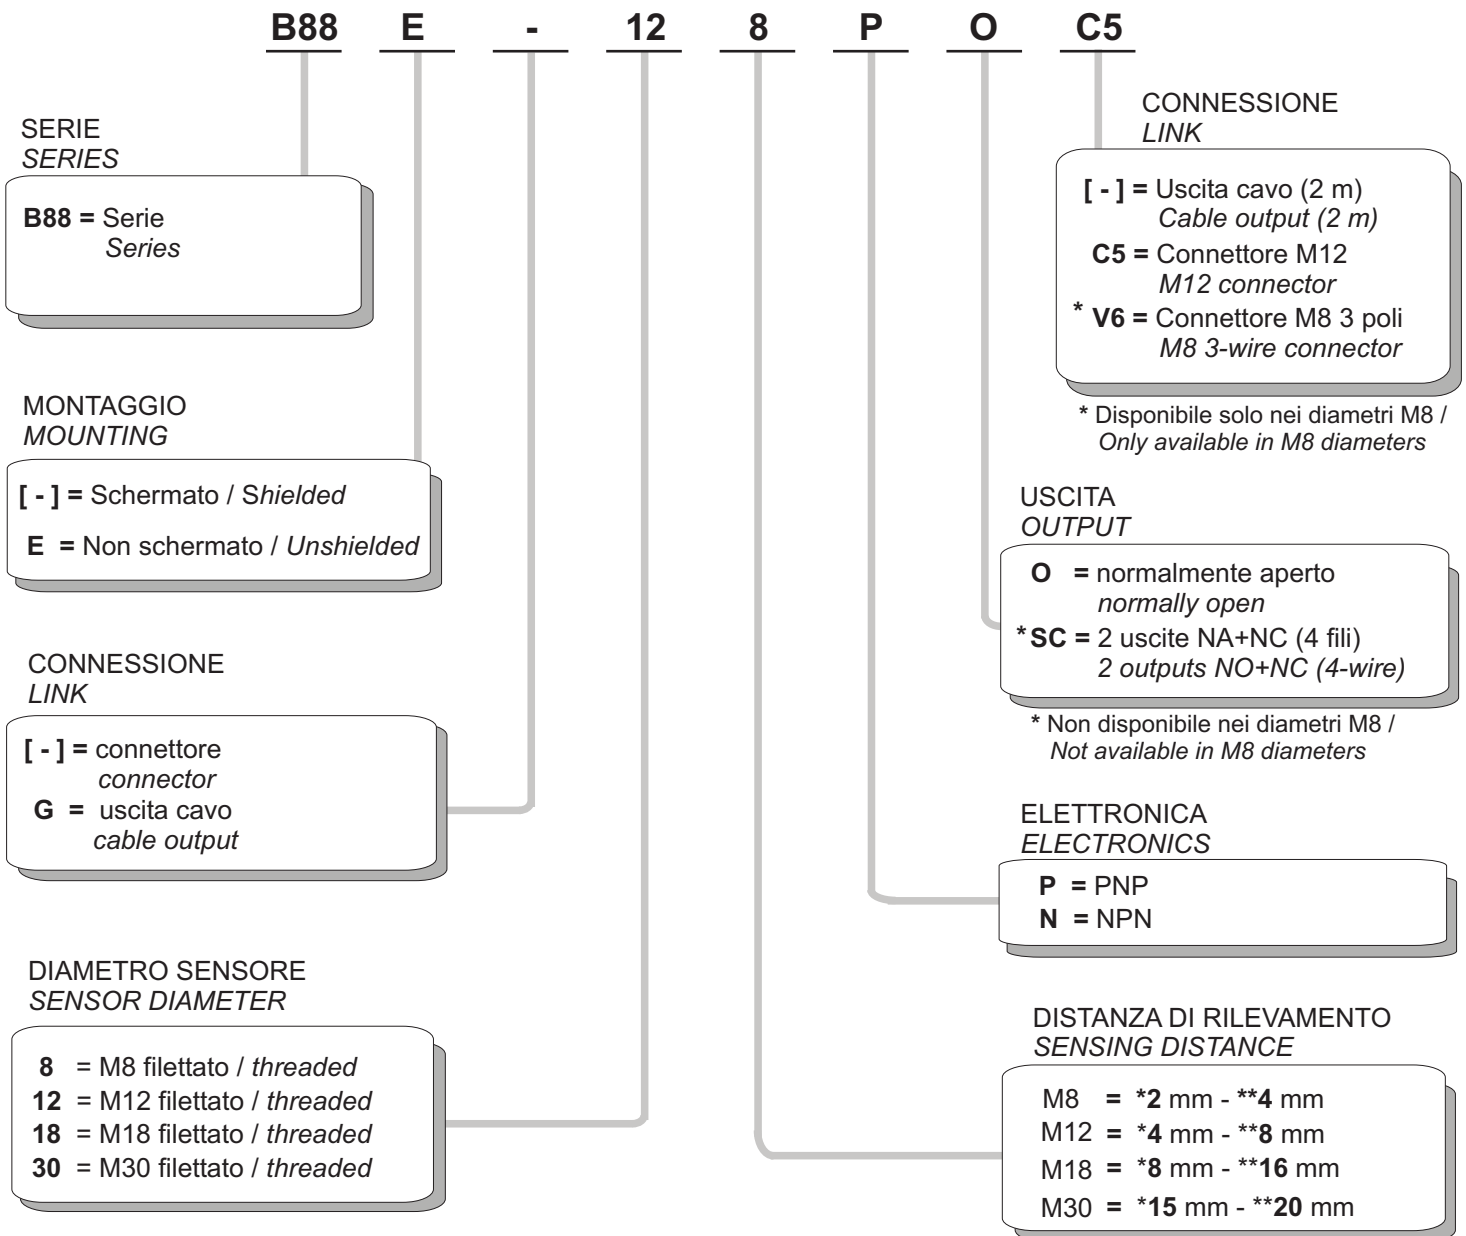 B88 E - 12 8 P O C5
SERIE
SERIES
B88 = Serie
Series
MONTAGGIO
MOUNTING
[ - ] = Schermato / Shielded
E = Non schermato / Unshielded
CONNESSIONE
LINK
[ - ] = connettore
connector
G = uscita cavo
cable output
DIAMETRO SENSORE
SENSOR DIAMETER
8 = M8 filettato / threaded
12 = M12 filettato / threaded
18 = M18 filettato / threaded
30 = M30 filettato / threaded
CONNESSIONE
LINK
[ - ] = Uscita cavo (2 m)
Cable output (2 m)
C5 = Connettore M12
M12 connector
* V6 = Connettore M8 3 poli
M8 3-wire connector
* Disponibile solo nei diametri M8 /
Only available in M8 diameters
USCITA
OUTPUT
O = normalmente aperto
normally open
* SC = 2 uscite NA+NC (4 fili)
2 outputs NO+NC (4-wire)
* Non disponibile nei diametri M8 /
Not available in M8 diameters
ELETTRONICA
ELECTRONICS
P = PNP
N = NPN
DISTANZA DI RILEVAMENTO
SENSING DISTANCE
M8 = *2 mm - **4 mm
M12 = *4 mm - **8 mm
M18 = *8 mm - **16 mm
M30 = *15 mm - **20 mm